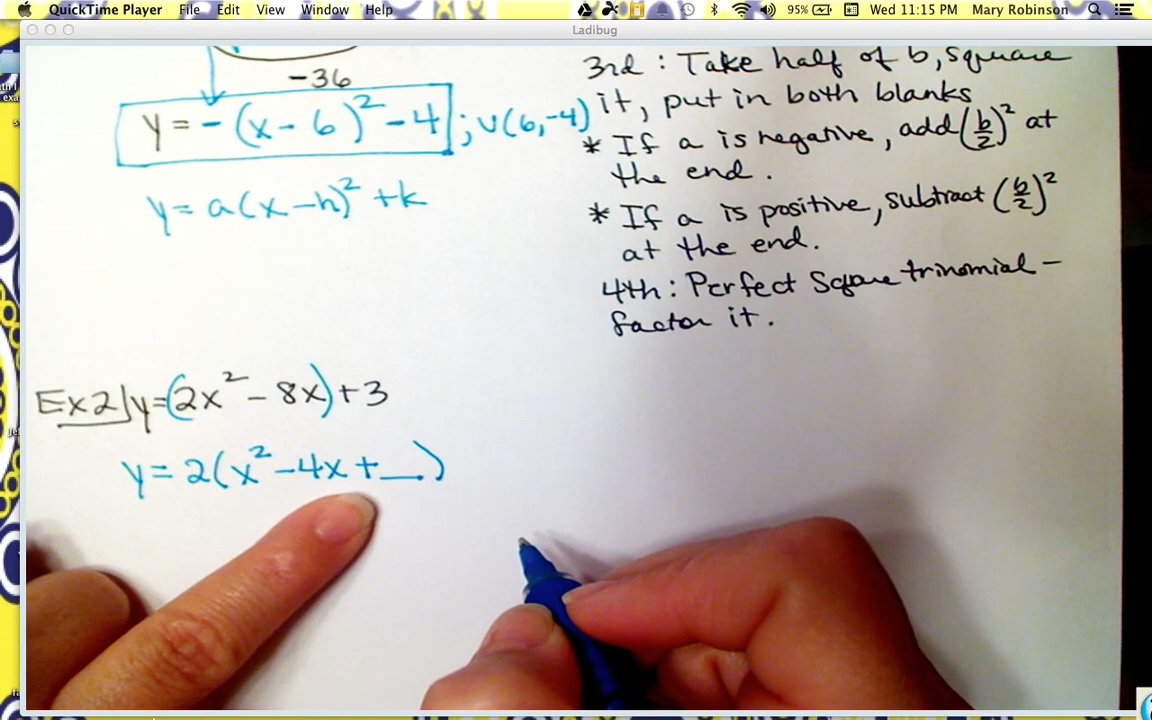 QuickTime Player File Edit View Window Help 95% Wed 11:15 PM Mary Robinson
Ladibug
-36
y = -(x - 6)² - 4 ; V(6,-4)
y = a(x-h)² + k
3rd : Take half of b, square
it, put in both blanks
* If a is negative, add (b/2)² at
the end.
* If a is positive, subtract (b/2)²
at the end.
4th : Perfect Square trinomial -
factor it.
Ex2] y = (2x² - 8x) + 3
y = 2(x² - 4x + __ )